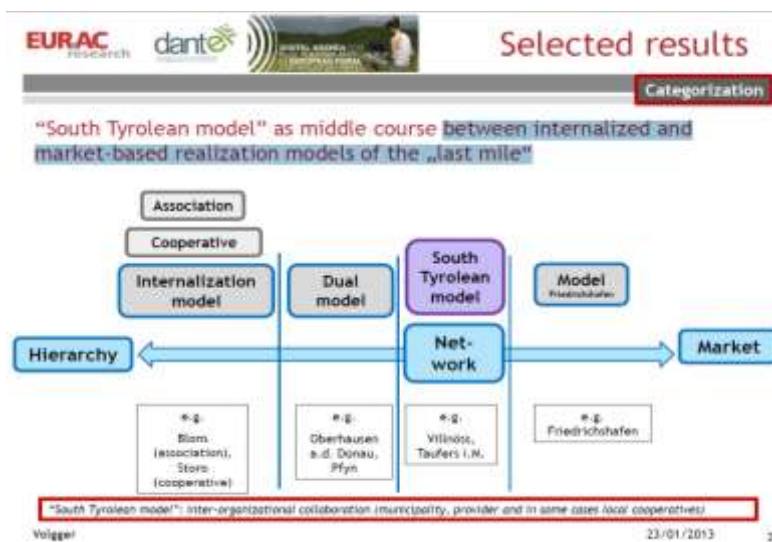 EURAC
research
dante
Selected results
Categorization
"South Tyrolean model" as middle course between internalized and
market-based realization models of the „last mile"
Association
Cooperative
Internalization
model
Dual
model
South
Tyrolean
model
Model
Friedrichshafen
Hierarchy
Net-
work
Market
e.g.
(association),
Storo
(cooperative)
e.g.
Oberhausen
a.d. Donau,
Pfyn
e.g.
Villnöss,
Taufers i.M.
e.g.
Friedrichshafen
"South Tyrolean model": Inter-organizational collaboration (municipality, provider and in some cases local cooperatives)
Volgger
23/01/2013